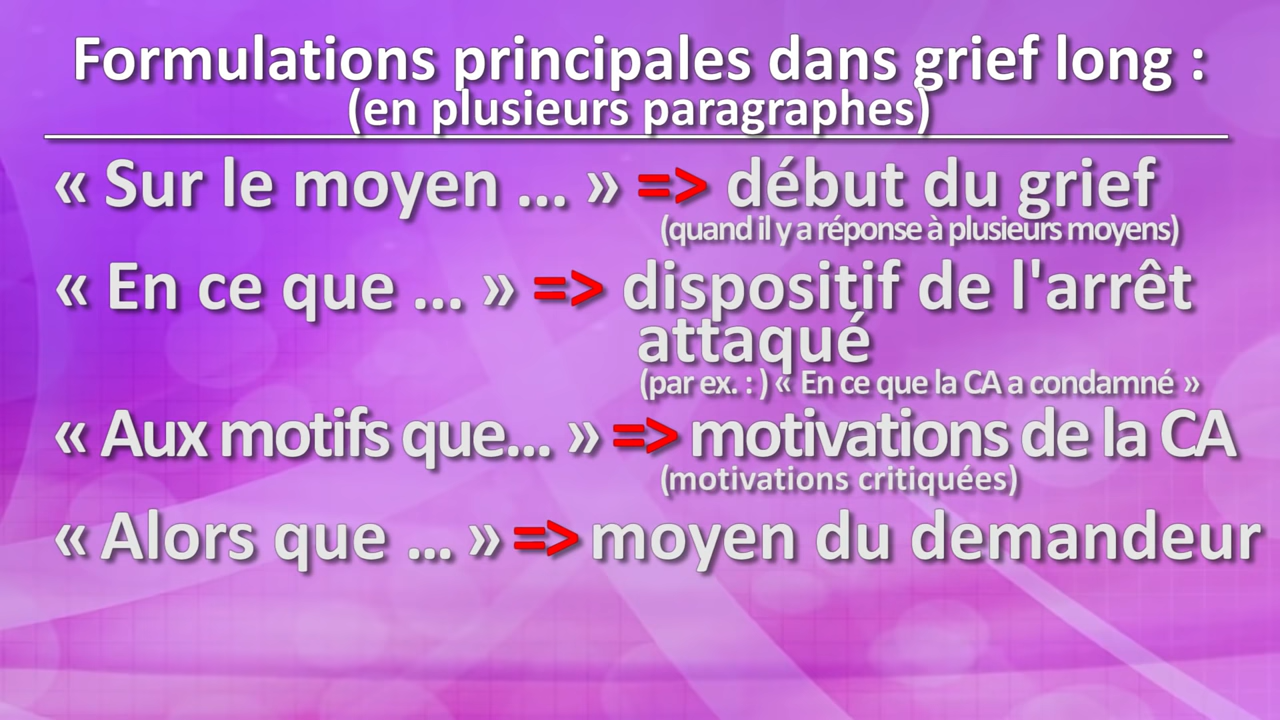 Formulations principales dans grief long :
(en plusieurs paragraphes)
« Sur le moyen ... » => début du grief
(quand il y a réponse à plusieurs moyens)
« En ce que ... » => dispositif de l'arrêt
attaqué
(par ex. : ) « En ce que la CA a condamné »
« Aux motifs que... » => motivations de la CA
(motivations critiquées)
« Alors que ... » => moyen du demandeur